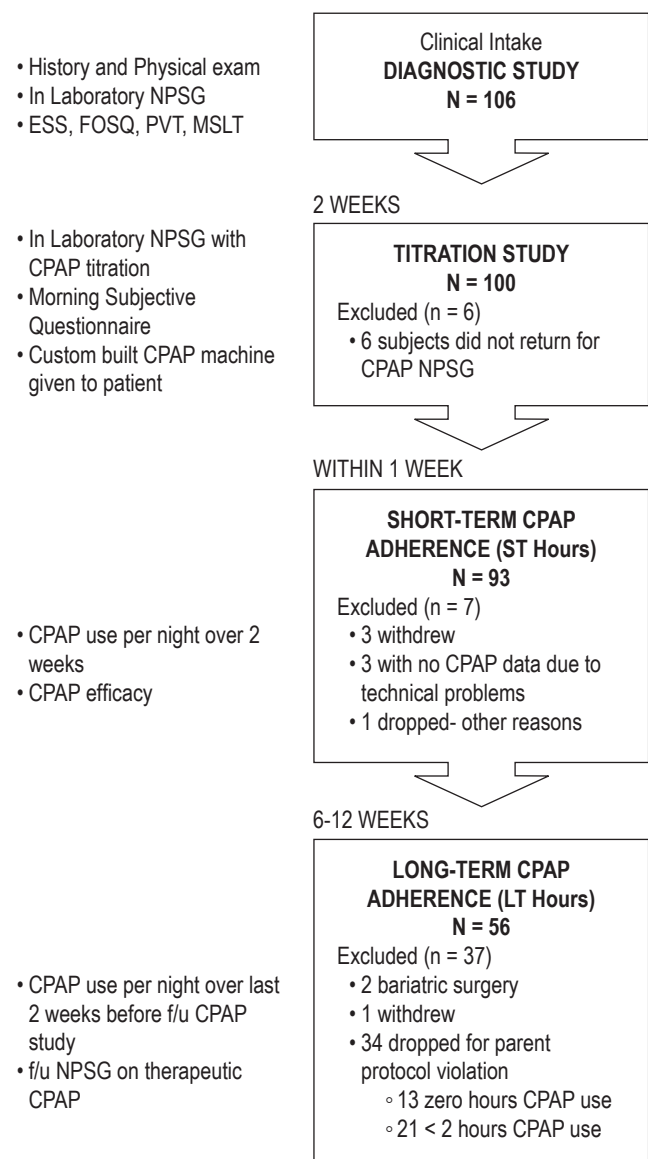 Clinical Intake
DIAGNOSTIC STUDY
N = 106
• History and Physical exam
• In Laboratory NPSG
• ESS, FOSQ, PVT, MSLT
2 WEEKS
TITRATION STUDY
N = 100
Excluded (n = 6)
• 6 subjects did not return for
CPAP NPSG
• In Laboratory NPSG with
CPAP titration
• Morning Subjective
Questionnaire
• Custom built CPAP machine
given to patient
WITHIN 1 WEEK
SHORT-TERM CPAP
ADHERENCE (ST Hours)
N = 93
Excluded (n = 7)
• 3 withdrew
• 3 with no CPAP data due to
technical problems
• 1 dropped- other reasons
• CPAP use per night over 2
weeks
• CPAP efficacy
6-12 WEEKS
LONG-TERM CPAP
ADHERENCE (LT Hours)
N = 56
Excluded (n = 37)
• 2 bariatric surgery
• 1 withdrew
• 34 dropped for parent
protocol violation
◦ 13 zero hours CPAP use
◦ 21 < 2 hours CPAP use
• CPAP use per night over last
2 weeks before f/u CPAP
study
• f/u NPSG on therapeutic
CPAP